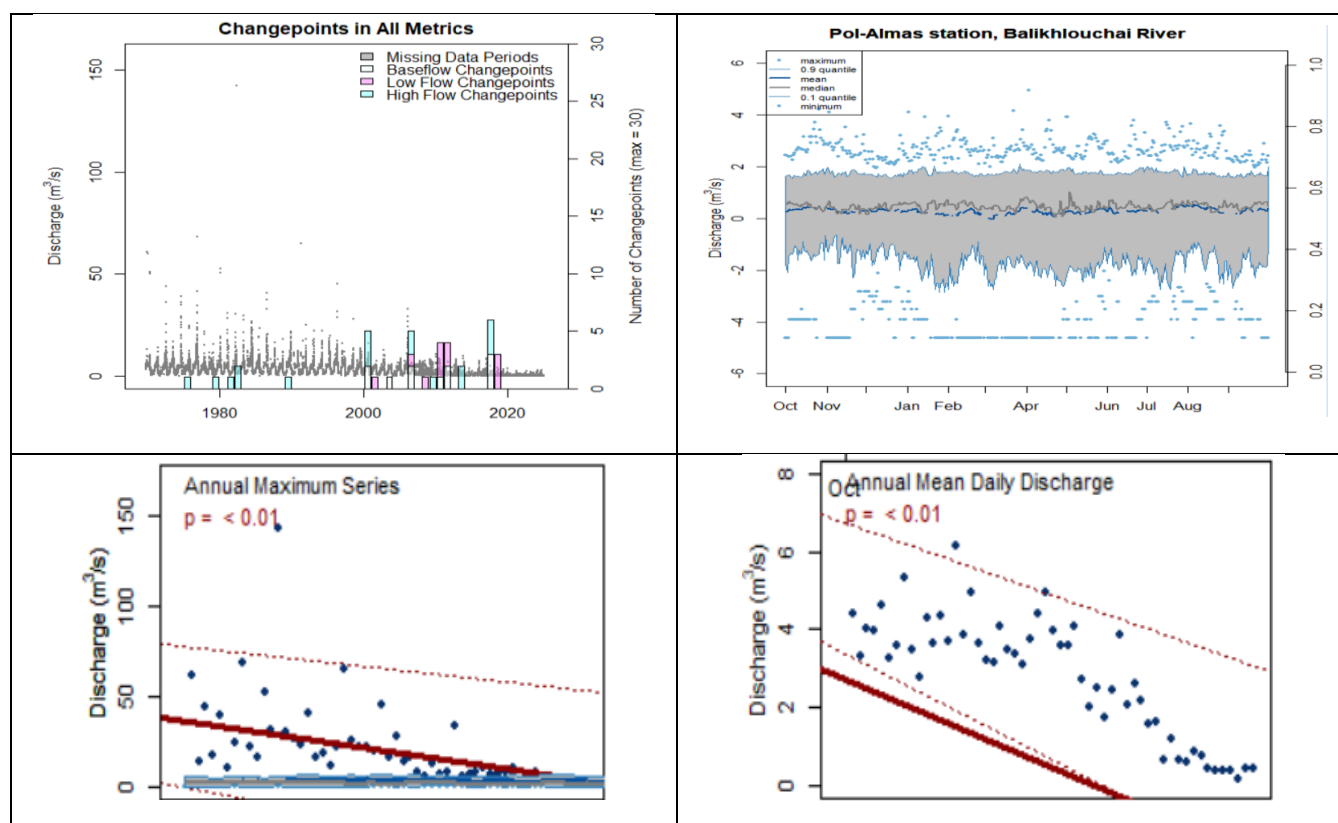 Changepoints in All Metrics
Missing Data Periods
Baseflow Changepoints
Low Flow Changepoints
High Flow Changepoints
Discharge (m³/s)
150
100
50
0
1980
2000
2020
30
25
20
15
10
5
0
Number of Changepoints (max = 30)
Pol-Almas station, Balikhlouchai River
maximum
0.9 quantile
mean
median
0.1 quantile
minimum
Discharge (m³/s)
6
4
2
0
-2
-4
-6
Oct
Nov
Jan
Feb
Apr
Jun
Jul
Aug
1.0
0.8
0.6
0.4
0.2
0.0
Annual Maximum Series
p = < 0.01
Discharge (m³/s)
150
100
50
0
Oct
Annual Mean Daily Discharge
p = < 0.01
Discharge (m³/s)
8
6
4
2
0